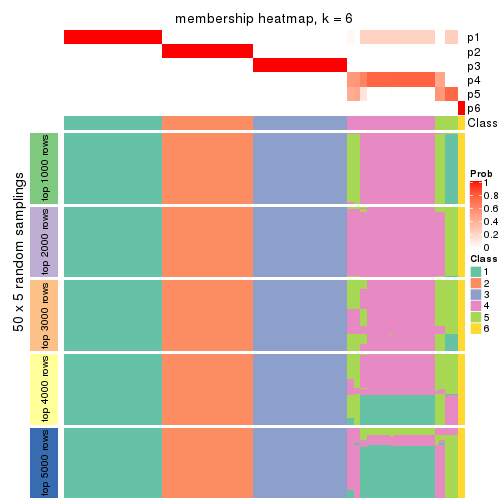 membership heatmap, k = 6
p1
p2
p3
p4
p5
p6
Class
50 x 5 random samplings
top 1000 rows
top 2000 rows
top 3000 rows
top 4000 rows
top 5000 rows
Prob
1
0.8
0.6
0.4
0.2
0
Class
1
2
3
4
5
6